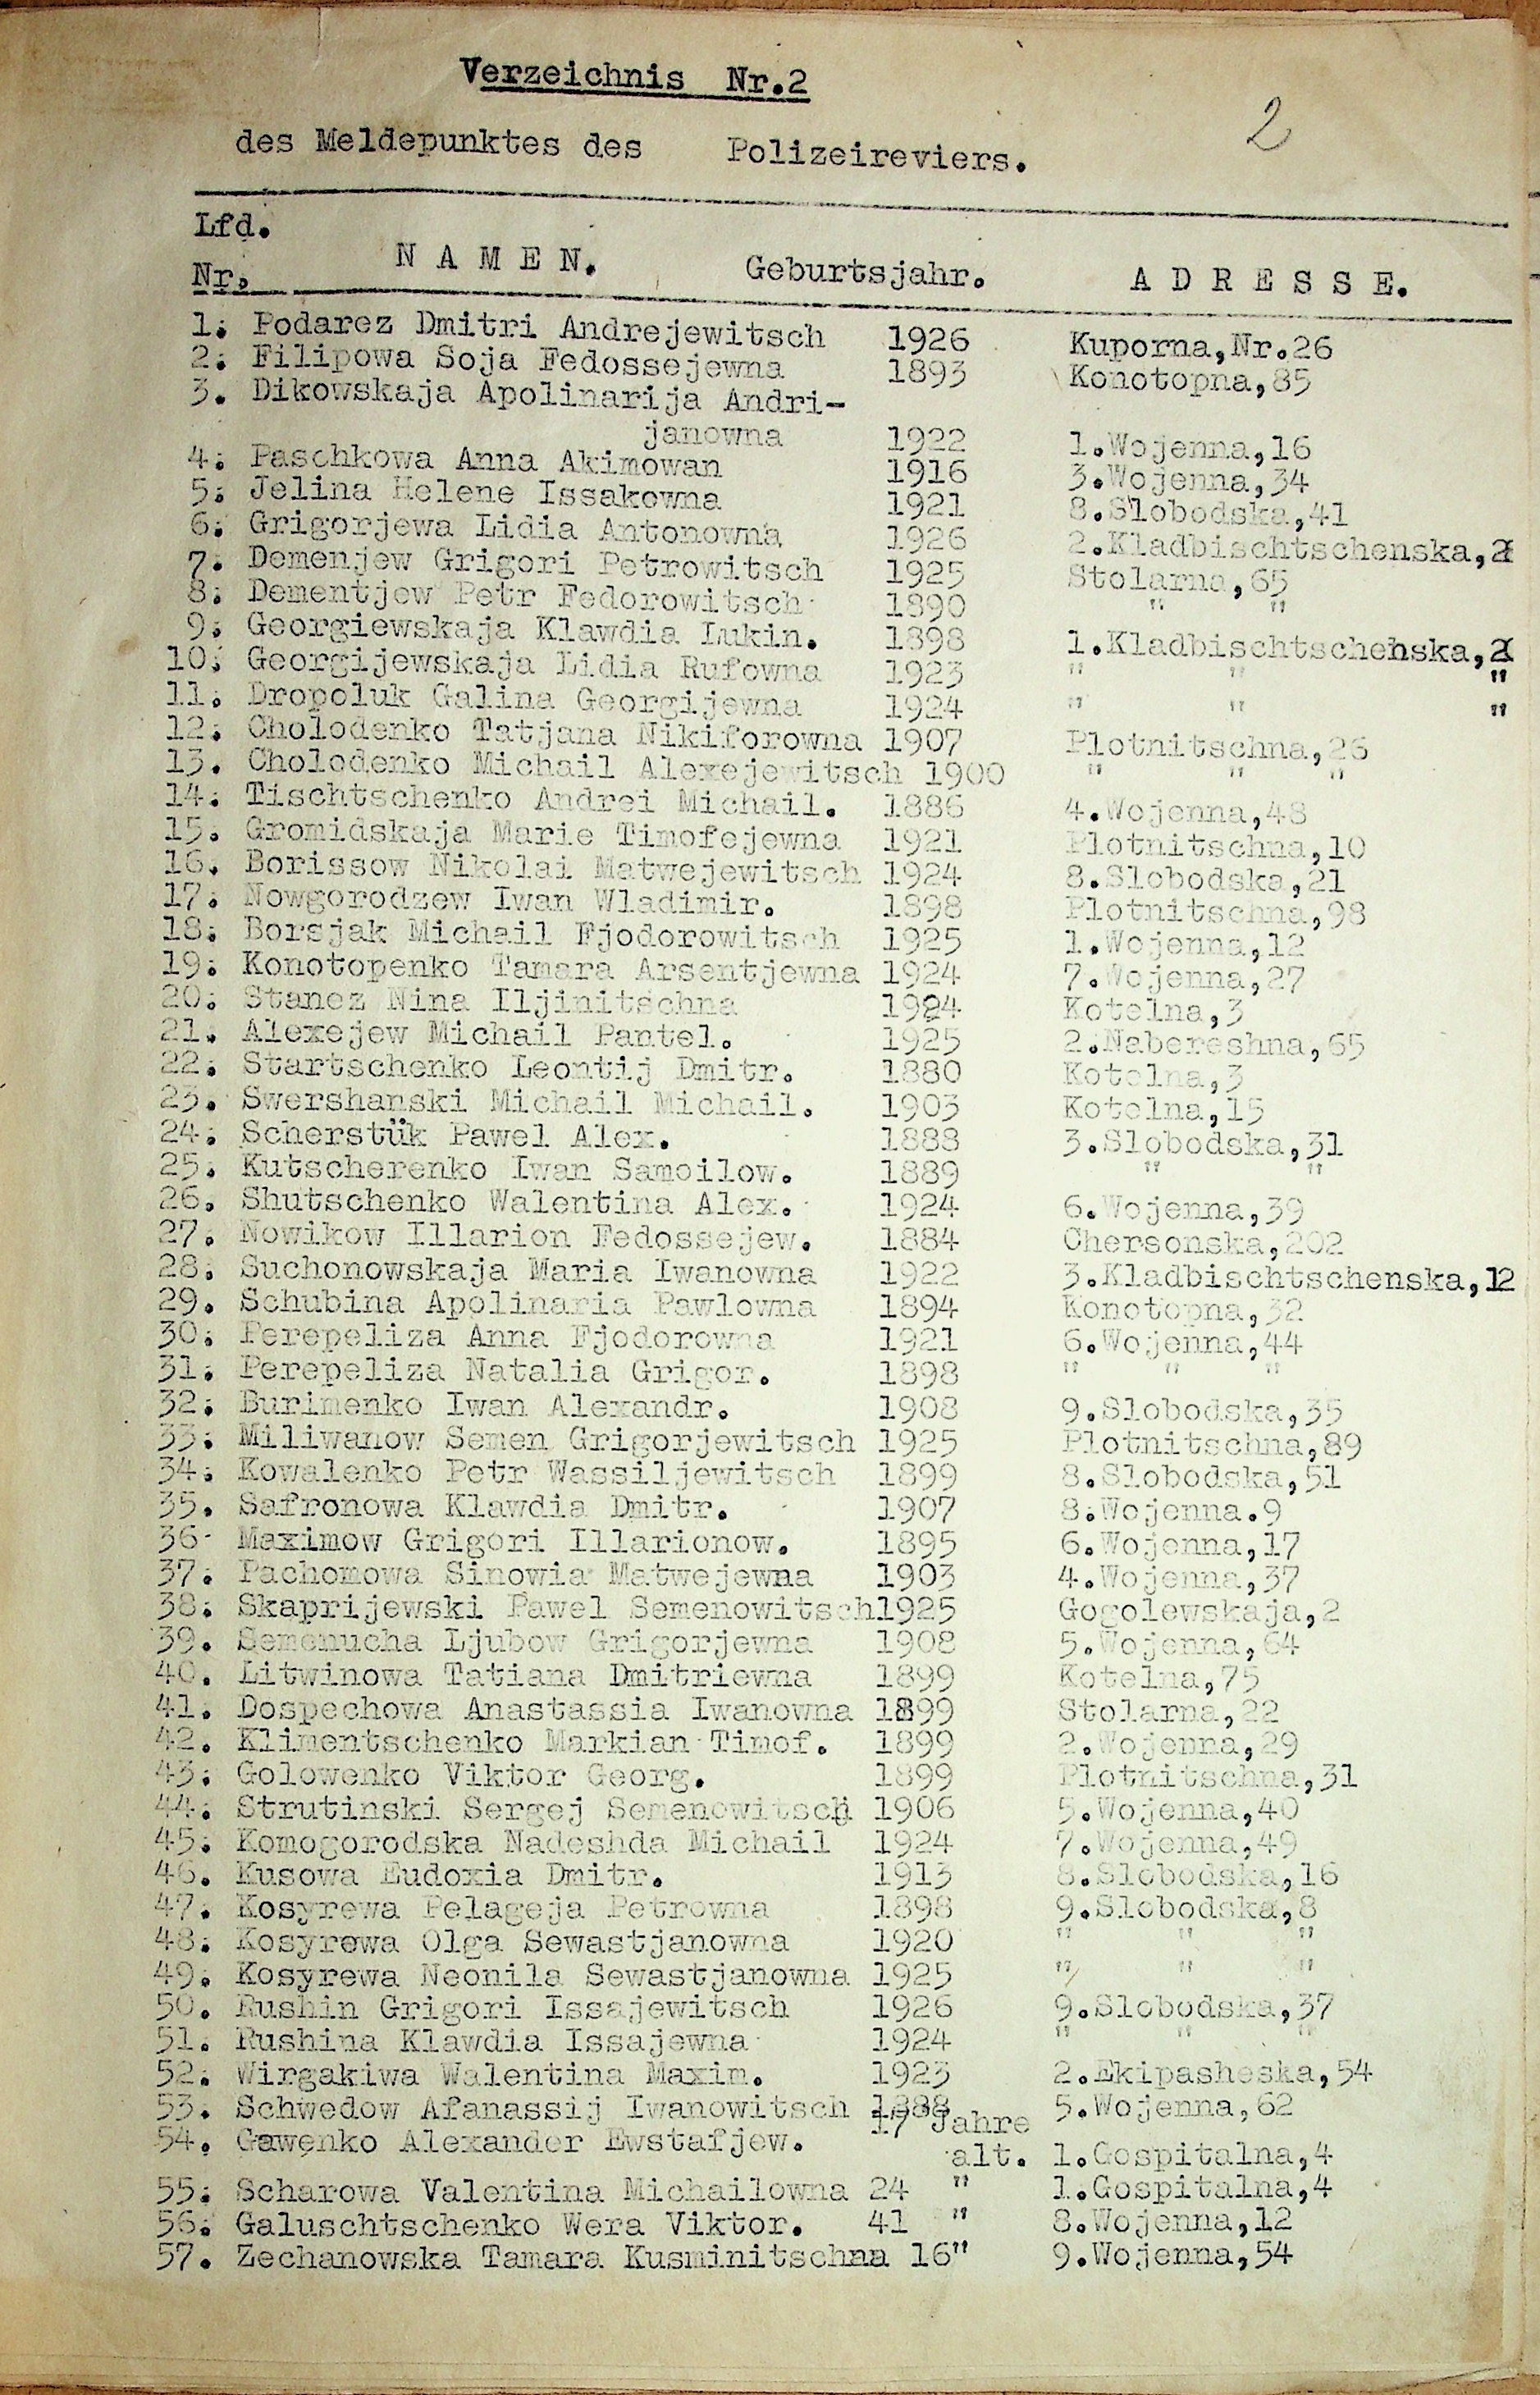 Verzeichnis Nr.2
2
des Meldepunktes des Polizeireviers.
Lfd.
Nr. N A M E N. Geburtsjahr. A D R E S S E.
1. Podarez Dmitri Andrejewitsch 1926 Kuporna,Nr.26
2. Filipowa Soja Fedossejewna 1893 Konotopna,85
3. Dikowskaja Apolinarija Andri-
janowna 1922 1.Wojenna,16
4. Paschkowa Anna Akimowan 1916 3.Wojenna,34
5. Jelina Helene Issakowna 1921 8.Slobodska,41
6. Grigorjewa Lidia Antonowna 1926 2.Kladbischtschenska,
7. Demenjew Grigori Petrowitsch 1925 Stolarna,65
8. Dementjew Petr Fedorowitsch 1890 " "
9. Georgiewskaja Klawdia Lukin. 1898 1.Kladbischtschenska,
10. Georgijewskaja Lidia Rufowna 1923 " " "
11. Dropoluk Galina Georgijewna 1924 " " "
12. Cholodenko Tatjana Nikiforowna 1907 Plotnitschna,26
13. Cholodenko Michail Alexejewitsch 1900 " " "
14. Tischtschenko Andrei Michail. 1886 4.Wojenna,48
15. Gromidskaja Marie Timofejewna 1921 Plotnitschna,10
16. Borissow Nikolai Matwejewitsch 1924 8.Slobodska,21
17. Nowgorodzew Iwan Wladimir. 1898 Plotnitschna,98
18. Borsjak Michail Fjodorowitsch 1925 1.Wojenna,12
19. Konotopenko Tamara Arsentjewna 1924 7.Wojenna,27
20. Stanez Nina Iljinitschna 1924 Kotelna,3
21. Alexejew Michail Pantel. 1925 2.Nabereshna,65
22. Startschenko Leontij Dmitr. 1880 Kotelna,3
23. Swershanski Michail Michail. 1903 Kotelna,15
24. Scherstük Pawel Alex. 1888 3.Slobodska,31
25. Kutscherenko Iwan Samoilow. 1889 " "
26. Shutschenko Walentina Alex. 1924 6.Wojenna,39
27. Nowikow Illarion Fedossejew. 1884 Chersonska,202
28. Suchonowskaja Maria Iwanowna 1922 3.Kladbischtschenska,12
29. Schubina Apolinaria Pawlowna 1894 Konotopna,32
30. Perepeliza Anna Fjodorowna 1921 6.Wojenna,44
31. Perepeliza Natalia Grigor. 1898 " " "
32. Burimenko Iwan Alexandr. 1908 9.Slobodska,35
33. Miliwanow Semen Grigorjewitsch 1925 Plotnitschna,89
34. Kowalenko Petr Wassiljewitsch 1899 8.Slobodska,51
35. Safronowa Klawdia Dmitr. 1907 8.Wojenna.9
36 Maximow Grigori Illarionow. 1895 6.Wojenna,17
37. Pachomowa Sinowia Matwejewna 1903 4.Wojenna,37
38. Skaprijewski Pawel Semenowitsch1925 Gogolewskaja,2
39. Semenucha Ljubow Grigorjewna 1908 5.Wojenna,64
40. Litwinowa Tatiana Dmitriewna 1899 Kotelna,75
41. Dospechowa Anastassia Iwanowna 1899 Stolarna,22
42. Klimentschenko Markian Timof. 1899 2.Wojenna,29
43. Golowenko Viktor Georg. 1899 Plotnitschna,31
44. Strutinski Sergej Semenowitsch 1906 5.Wojenna,40
45. Komogorodska Nadeshda Michail 1924 7.Wojenna,49
46. Kusowa Eudoxia Dmitr. 1913 8.Slobodska,16
47. Kosyrewa Pelageja Petrowna 1898 9.Slobodska,8
48. Kosyrewa Olga Sewastjanowna 1920 " " "
49. Kosyrewa Neonila Sewastjanowna 1925 " " "
50. Rushin Grigori Issajewitsch 1926 9.Slobodska,37
51. Rushina Klawdia Issajewna 1924 " " "
52. Wirgakiwa Walentina Maxim. 1923 2.Ekipasheska,54
53. Schwedow Afanassij Iwanowitsch 1888 5.Wojenna,62
17 Jahre
54. Gawenko Alexander Ewstafjew. alt. 1.Gospitalna,4
55. Scharowa Valentina Michailowna 24 " 1.Gospitalna,4
56. Galuschtschenko Wera Viktor. 41 " 8.Wojenna,12
57. Zechanowska Tamara Kusminitschna 16" 9.Wojenna,54